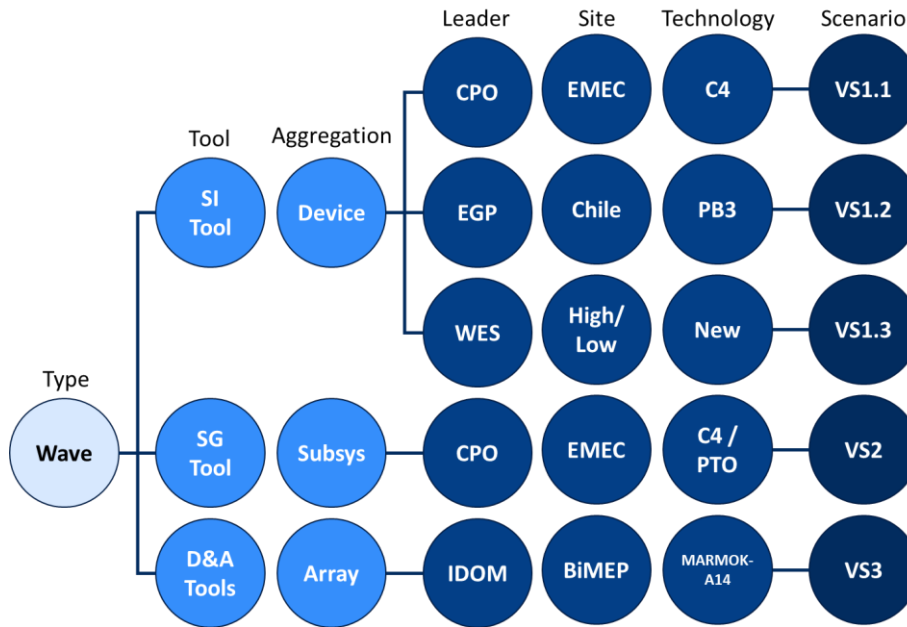 Leader Site Technology Scenario
CPO EMEC C4 VS1.1
Tool Aggregation
SI
Tool
Device EGP Chile PB3 VS1.2
WES
High/
Low
New VS1.3
Type
Wave
SG
Tool
Subsys CPO EMEC
C4 /
PTO
VS2
D&A
Tools
Array IDOM BiMEP
MARMOK-
A14
VS3